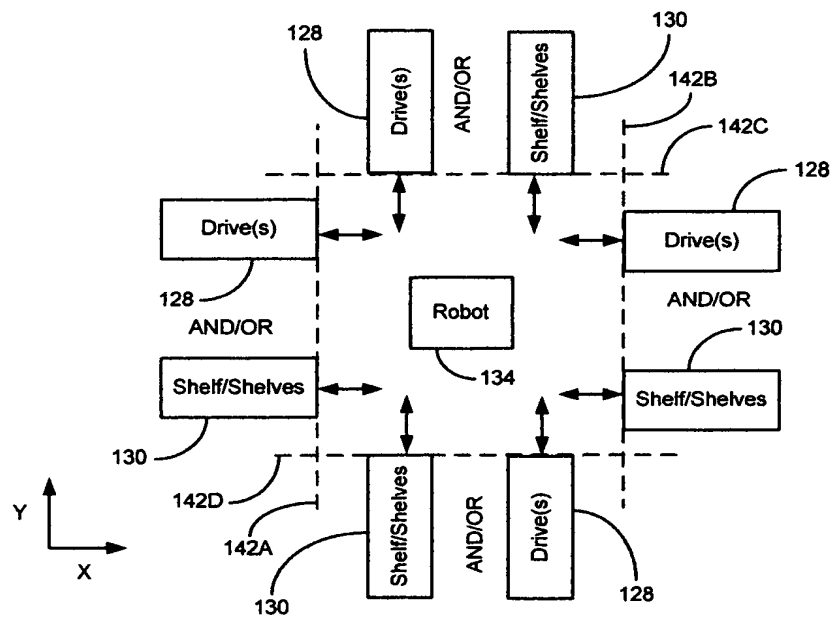 128
Drive(s)
AND/OR
Shelf/Shelves
130
142B
142C
Drive(s)
128
128
Drive(s)
AND/OR
Robot
134
AND/OR
130
Shelf/Shelves
130
Shelf/Shelves
142D
142A
Y
X
Shelf/Shelves
130
AND/OR
Drive(s)
128